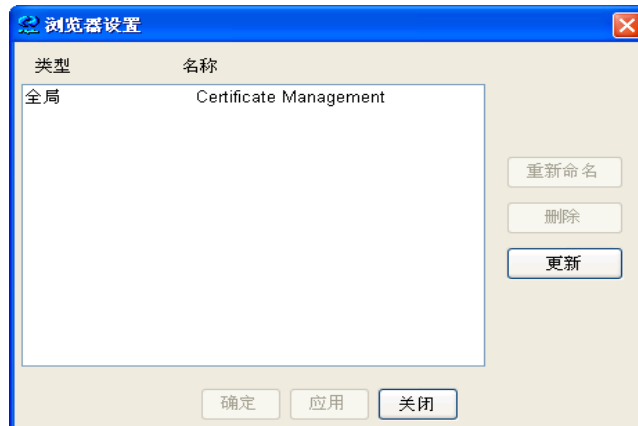 浏览器设置
类型 名称
全局 Certificate Management
重新命名
删除
更新
确定 应用 关闭